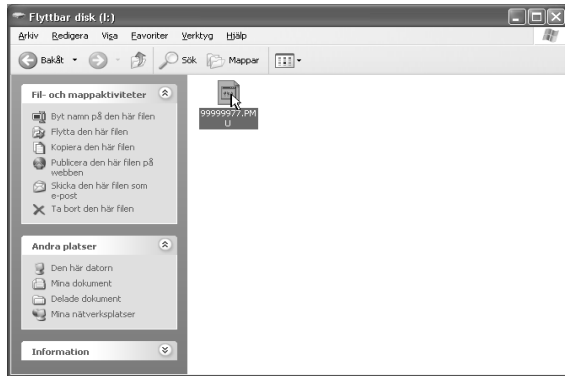 Flyttbar disk (I:)
Arkiv Redigera Visa Favoriter Verktyg Hjälp
Bakåt Sök Mappar
Fil- och mappaktiviteter
Byt namn på den här filen
Flytta den här filen
Kopiera den här filen
Publicera den här filen på
webben
Skicka den här filen som
e-post
Ta bort den här filen
Andra platser
Den här datorn
Mina dokument
Delade dokument
Mina nätverksplatser
Information
99999977.PM
U